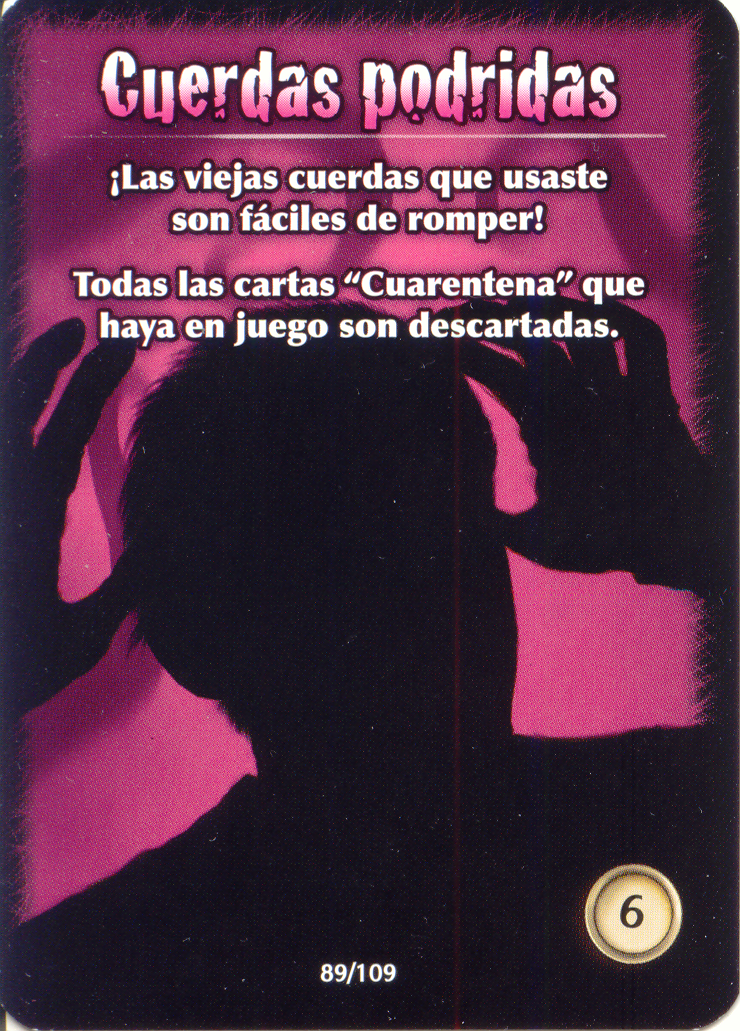 Cuerdas podridas
¡Las viejas cuerdas que usaste
son fáciles de romper!
Todas las cartas “Cuarentena” que
haya en juego son descartadas.
6
89/109